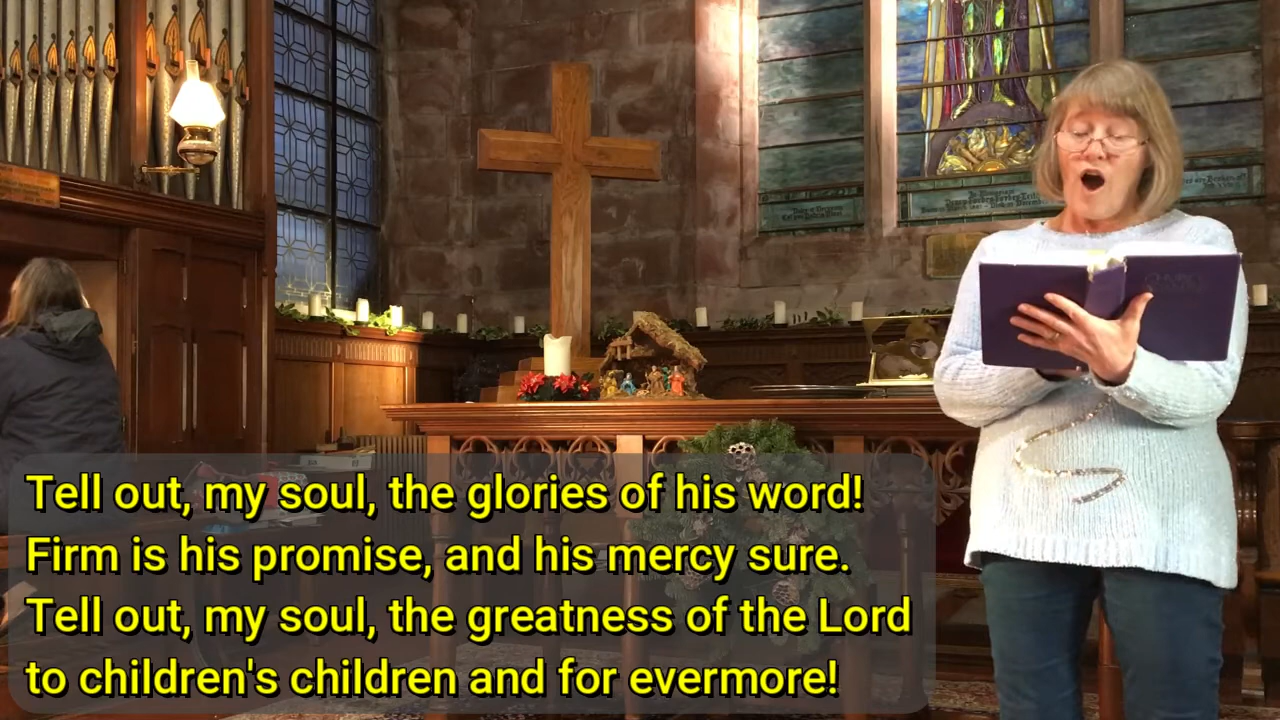 Tell out, my soul, the glories of his word!
Firm is his promise, and his mercy sure.
Tell out, my soul, the greatness of the Lord
to children's children and for evermore!